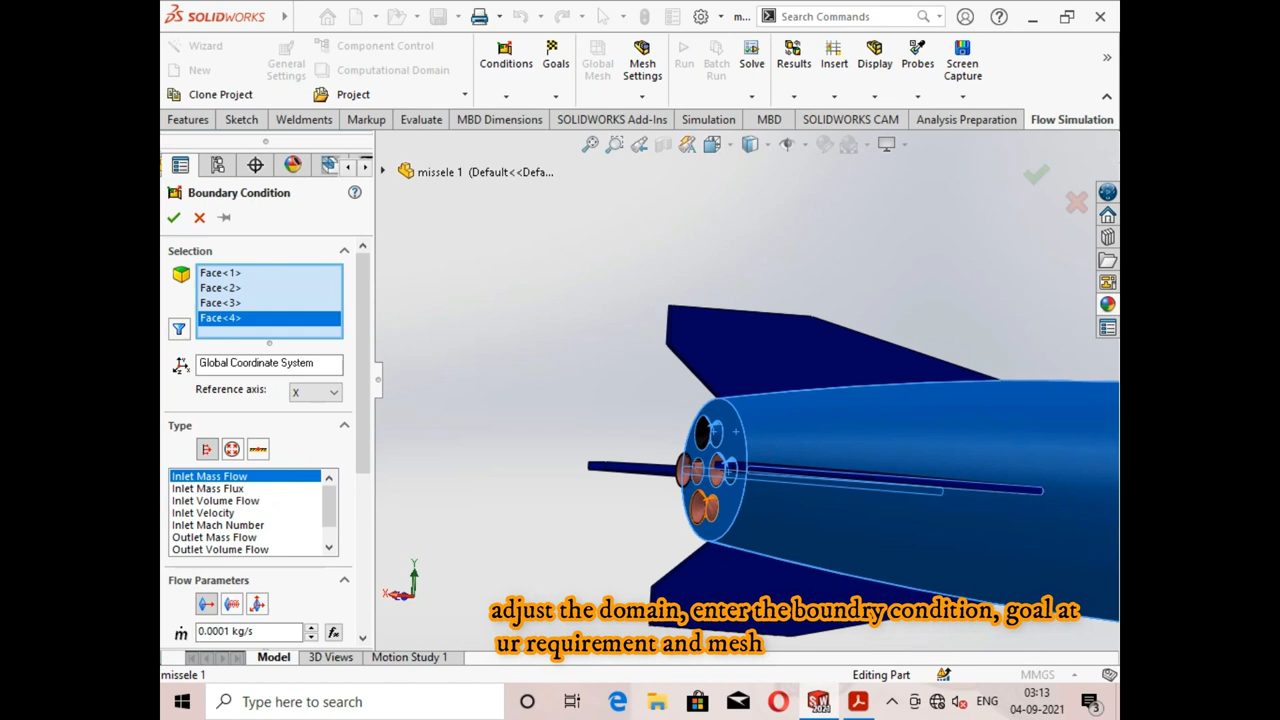 SOLIDWORKS
m...
Search Commands
Wizard
New
Clone Project
General Settings
Component Control
Computational Domain
Project
Conditions
Goals
Global Mesh
Mesh Settings
Run
Batch Run
Solve
Results
Insert
Display
Probes
Screen Capture
Features
Sketch
Weldments
Markup
Evaluate
MBD Dimensions
SOLIDWORKS Add-Ins
Simulation
MBD
SOLIDWORKS CAM
Analysis Preparation
Flow Simulation
missele 1 (Default<<Defa...
Boundary Condition
Selection
Face<1>
Face<2>
Face<3>
Face<4>
Global Coordinate System
Reference axis:
X
Type
Inlet Mass Flow
Inlet Mass Flux
Inlet Volume Flow
Inlet Velocity
Inlet Mach Number
Outlet Mass Flow
Outlet Volume Flow
Flow Parameters
ṁ
0.0001 kg/s
fx
Y
X
adjust the domain, enter the boundry condition, goal at
ur requirement and mesh
Model
3D Views
Motion Study 1
missele 1
Editing Part
MMGS
Type here to search
ENG
03:13
04-09-2021
3